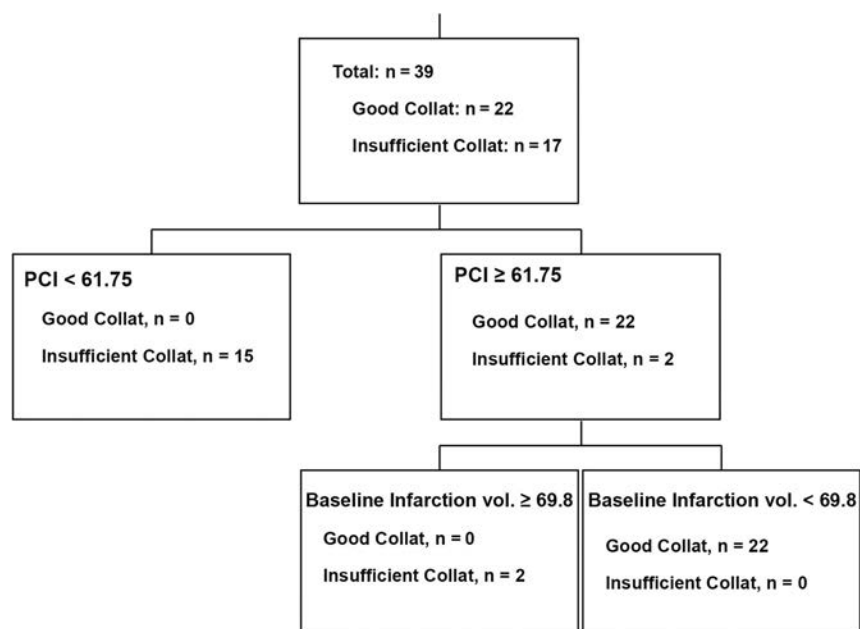 Total: n = 39
Good Collat: n = 22
Insufficient Collat: n = 17
PCI < 61.75
Good Collat, n = 0
Insufficient Collat, n = 15
PCI ≥ 61.75
Good Collat, n = 22
Insufficient Collat, n = 2
Baseline Infarction vol. ≥ 69.8
Good Collat, n = 0
Insufficient Collat, n = 2
Baseline Infarction vol. < 69.8
Good Collat, n = 22
Insufficient Collat, n = 0